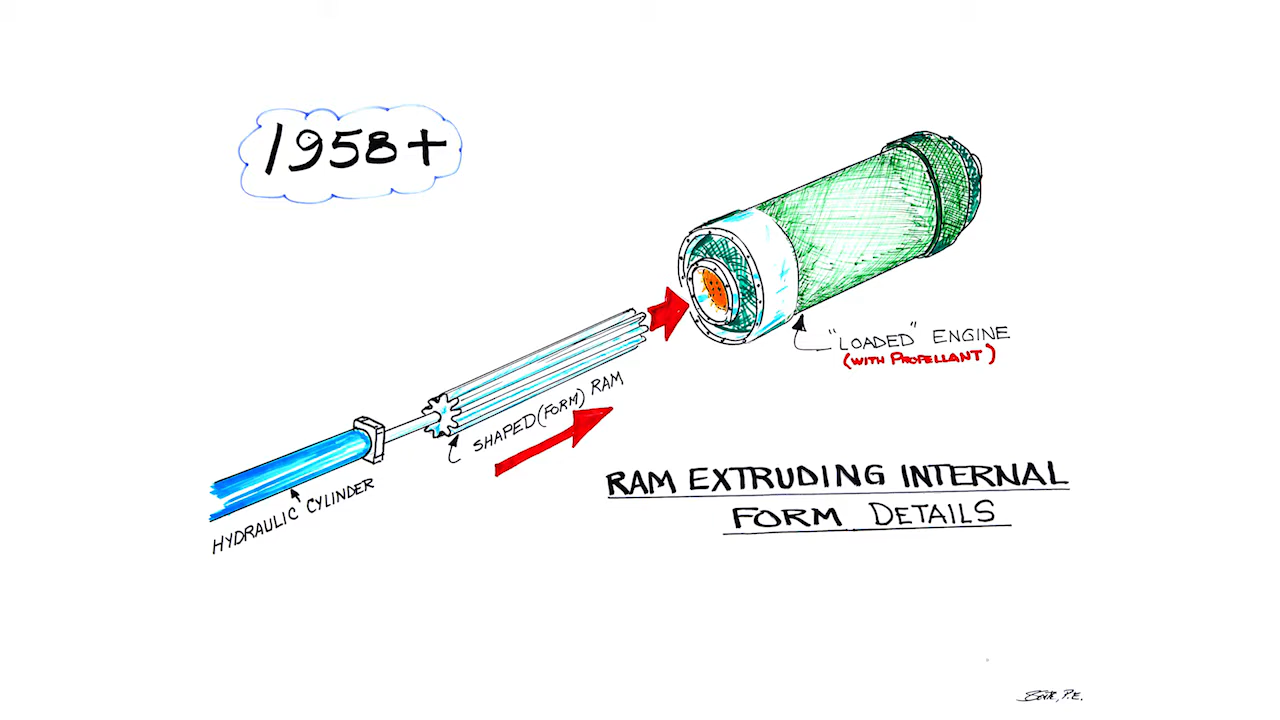 1958+
"LOADED" ENGINE
(WITH PROPELLANT)
SHAPED (FORM) RAM
HYDRAULIC CYLINDER
RAM EXTRUDING INTERNAL
FORM DETAILS
P.E.